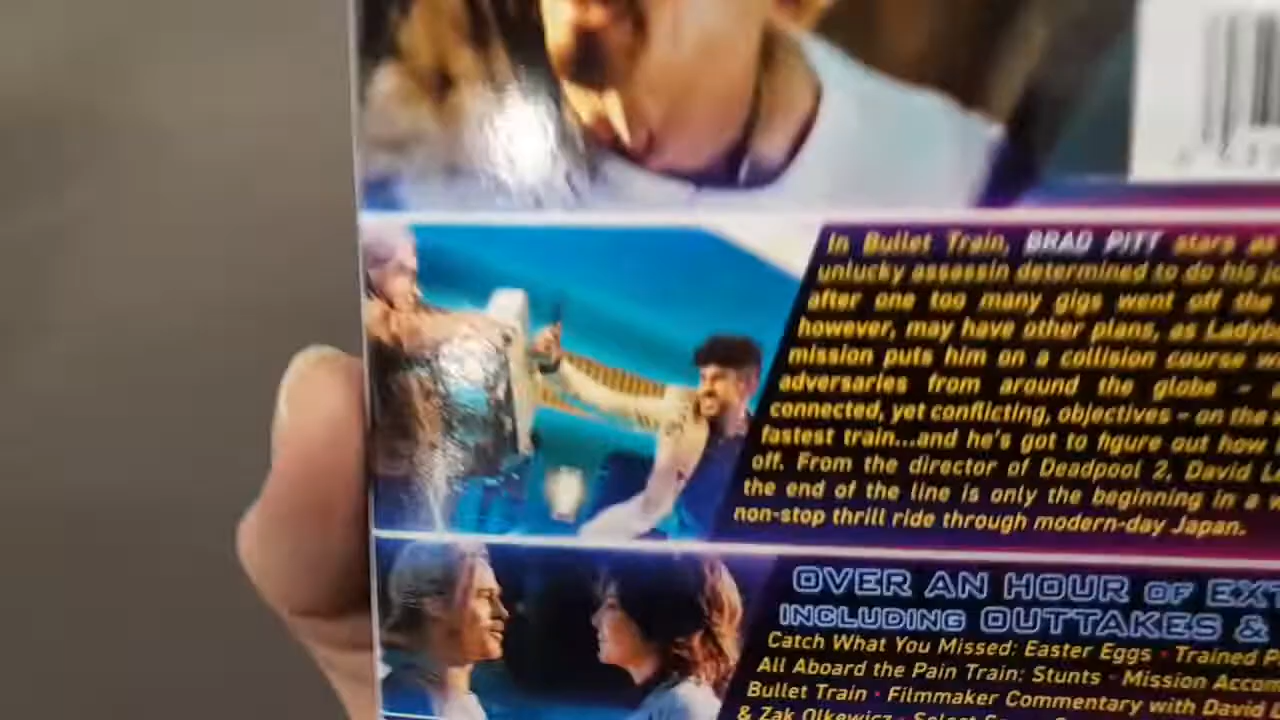 In Bullet Train, BRAD PITT stars as
unlucky assassin determined to do his jo
after one too many gigs went off the
however, may have other plans, as Ladyb
mission puts him on a collision course w
adversaries from around the globe –
connected, yet conflicting, objectives – on the
fastest train...and he's got to figure out how
off. From the director of Deadpool 2, David L
the end of the line is only the beginning in a
non-stop thrill ride through modern-day Japan.
OVER AN HOUR OF EXT
INCLUDING OUTTAKES &
Catch What You Missed: Easter Eggs • Trained P
All Aboard the Pain Train: Stunts • Mission Accom
Bullet Train • Filmmaker Commentary with David
& Zak Olkewicz • Select